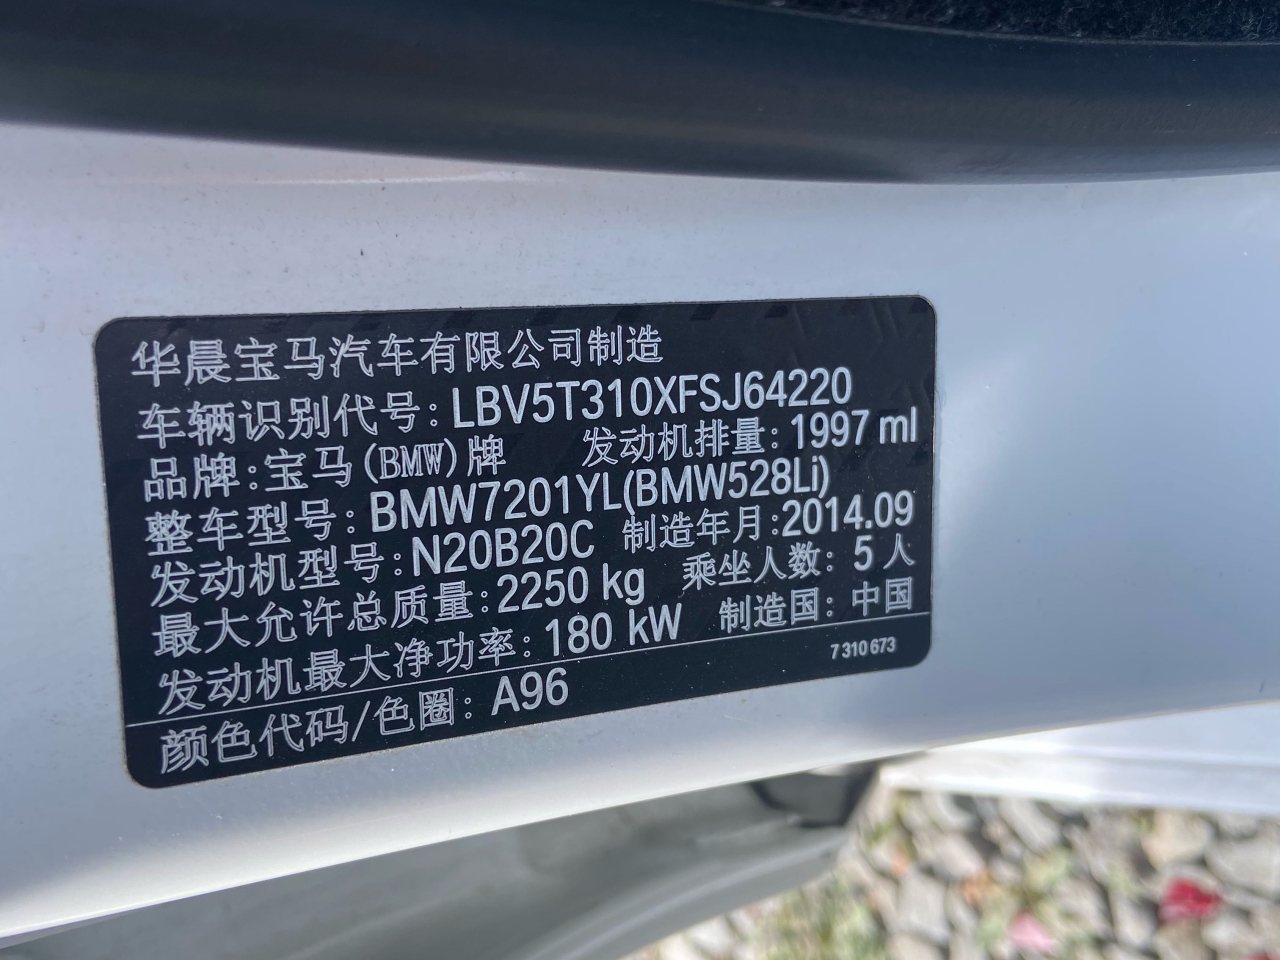 华晨宝马汽车有限公司制造
车辆识别代号：LBV5T310XFSJ64220
品牌：宝马(BMW)牌 发动机排量：1997 ml
整车型号：BMW7201YL(BMW528Li)
发动机型号：N20B20C 制造年月：2014.09
最大允许总质量：2250 kg 乘坐人数：5 人
发动机最大净功率：180 kW 制造国：中国
颜色代码/色圈：A96 7 310 673